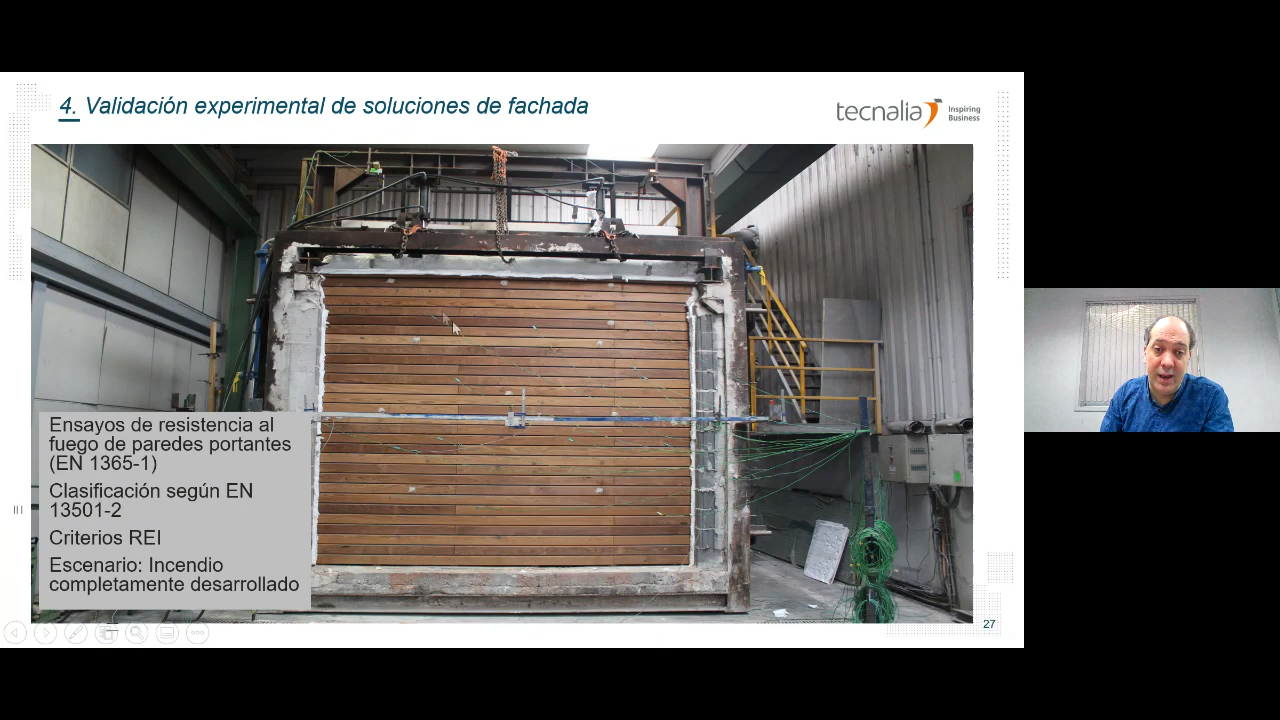 4. Validación experimental de soluciones de fachada
tecnalia
Inspiring
Business
Ensayos de resistencia al
fuego de paredes portantes
(EN 1365-1)
Clasificación según EN
13501-2
Criterios REI
Escenario: Incendio
completamente desarrollado
27